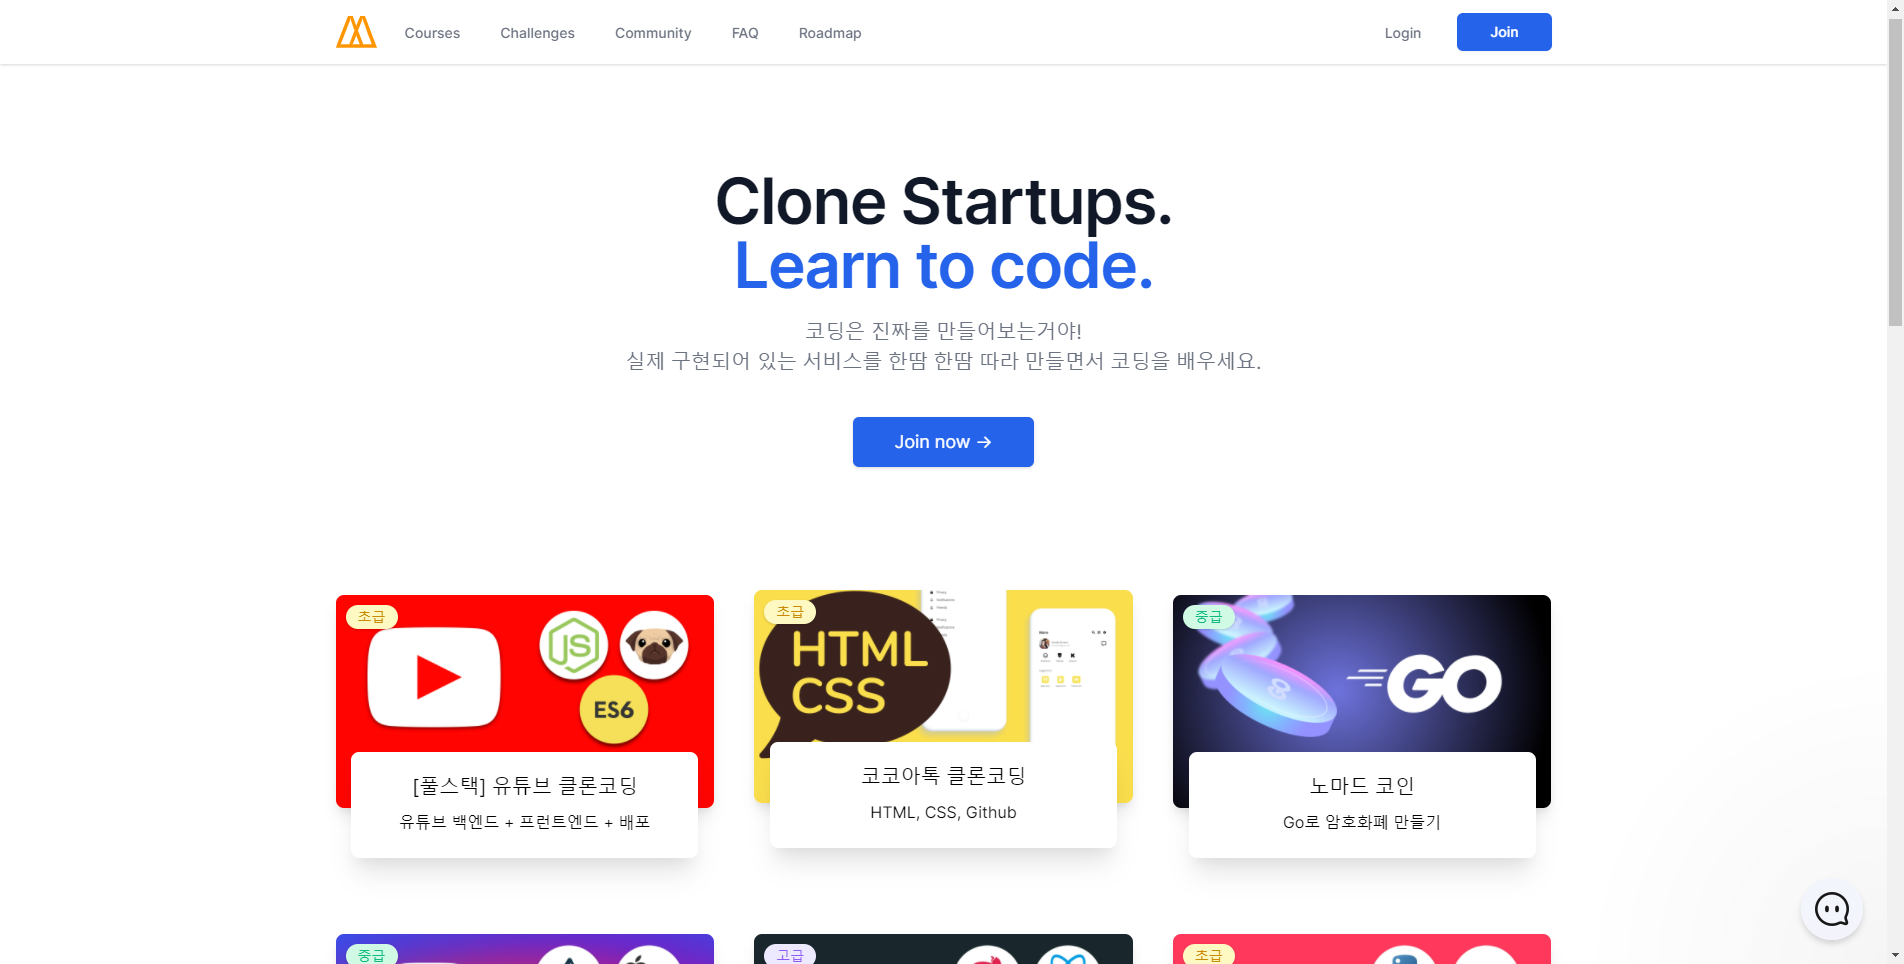 Courses
Challenges
Community
FAQ
Roadmap
Login
Join
Clone Startups.
Learn to code.
코딩은 진짜를 만들어보는거야!
실제 구현되어 있는 서비스를 한땀 한땀 따라 만들면서 코딩을 배우세요.
Join now →
초급
JS
ES6
[풀스택] 유튜브 클론코딩
유튜브 백엔드 + 프런트엔드 + 배포
초급
HTML
CSS
코코아톡 클론코딩
HTML, CSS, Github
중급
GO
노마드 코인
Go로 암호화폐 만들기
중급
고급
초급